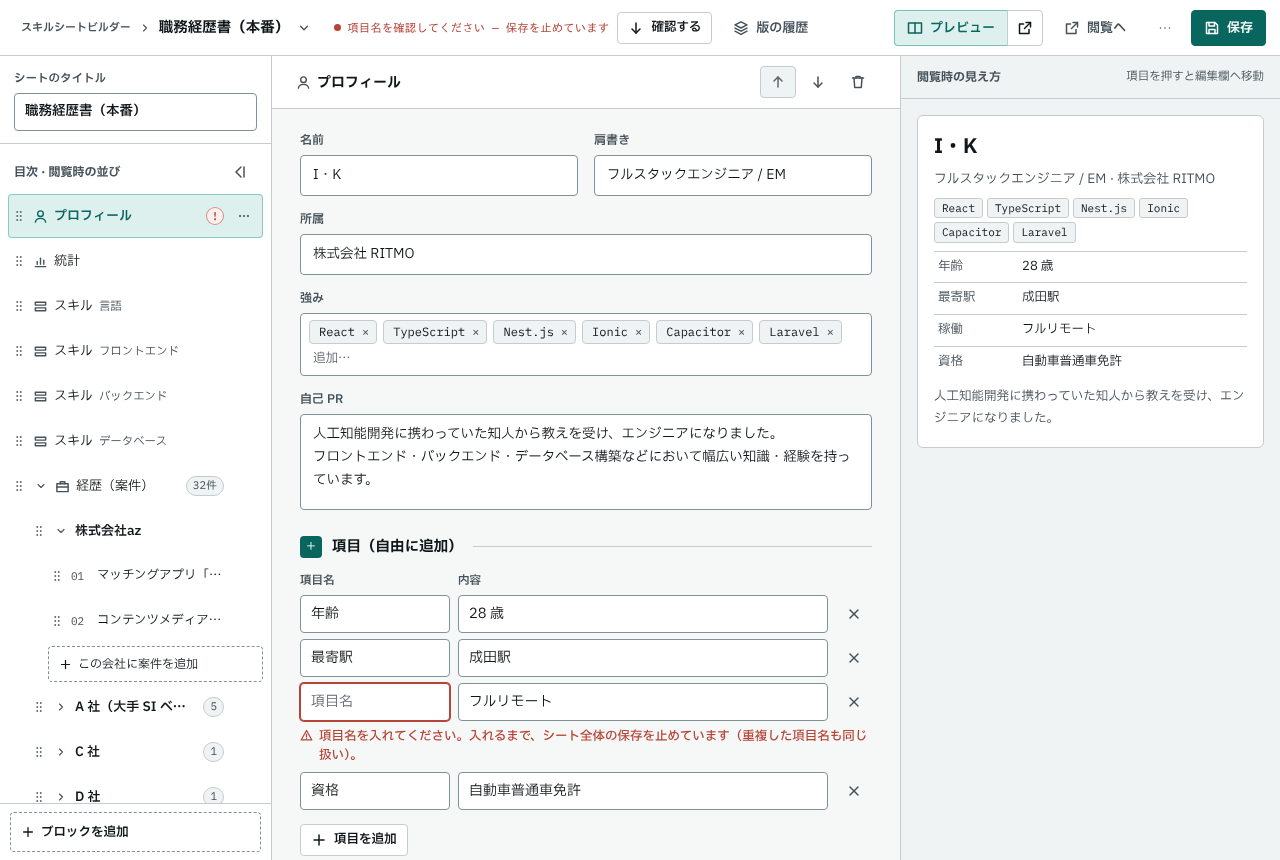 スキルシートビルダー
職務経歴書（本番）
項目名を確認してください — 保存を止めています
確認する
版の履歴
プレビュー
閲覧へ
…
保存
シートのタイトル
職務経歴書（本番）
目次・閲覧時の並び
プロフィール
…
統計
スキル 言語
スキル フロントエンド
スキル バックエンド
スキル データベース
経歴（案件） 32件
株式会社az
01 マッチングアプリ「…
02 コンテンツメディア…
+ この会社に案件を追加
A 社（大手 SI ベ… 5
C 社 1
D 社 1
+ ブロックを追加
プロフィール
名前
I・K
肩書き
フルスタックエンジニア / EM
所属
株式会社 RITMO
強み
React × TypeScript × Nest.js × Ionic × Capacitor × Laravel ×
追加…
自己 PR
人工知能開発に携わっていた知人から教えを受け、エンジニアになりました。
フロントエンド・バックエンド・データベース構築などにおいて幅広い知識・経験を持っ
ています。
+ 項目（自由に追加）
項目名 内容
年齢 28 歳 ×
最寄駅 成田駅 ×
項目名 フルリモート ×
項目名を入れてください。入れるまで、シート全体の保存を止めています（重複した項目名も同じ
扱い）。
資格 自動車普通車免許 ×
+ 項目を追加
閲覧時の見え方
項目を押すと編集欄へ移動
I・K
フルスタックエンジニア / EM · 株式会社 RITMO
React TypeScript Nest.js Ionic
Capacitor Laravel
年齢 28 歳
最寄駅 成田駅
稼働 フルリモート
資格 自動車普通車免許
人工知能開発に携わっていた知人から教えを受け、エン
ジニアになりました。